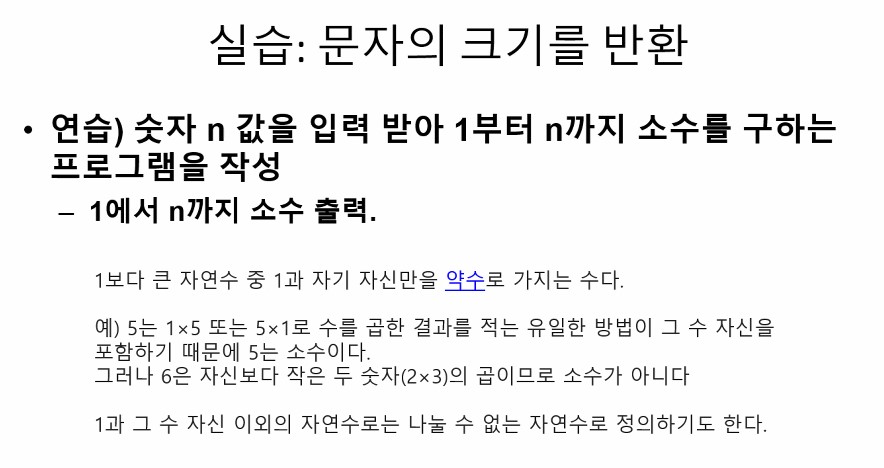 실습: 문자의 크기를 반환
• 연습) 숫자 n 값을 입력 받아 1부터 n까지 소수를 구하는
프로그램을 작성
– 1에서 n까지 소수 출력.
1보다 큰 자연수 중 1과 자기 자신만을 약수로 가지는 수다.
예) 5는 1×5 또는 5×1로 수를 곱한 결과를 적는 유일한 방법이 그 수 자신을
포함하기 때문에 5는 소수이다.
그러나 6은 자신보다 작은 두 숫자(2×3)의 곱이므로 소수가 아니다
1과 그 수 자신 이외의 자연수로는 나눌 수 없는 자연수로 정의하기도 한다.